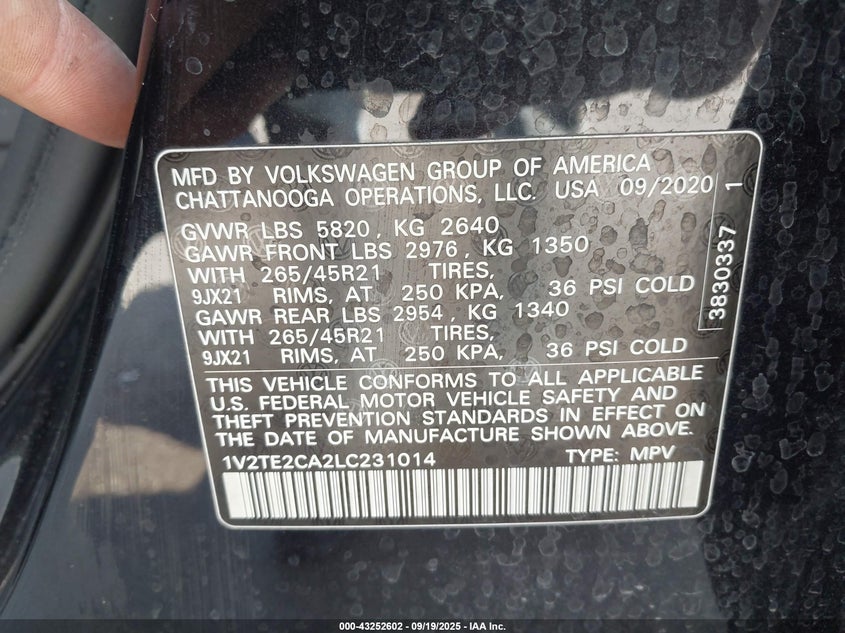 MFD BY VOLKSWAGEN GROUP OF AMERICA
CHATTANOOGA OPERATIONS, LLC. USA 09/2020
GVWR LBS 5820, KG 2640
GAWR FRONT LBS 2976, KG 1350
WITH 265/45R21 TIRES,
9JX21 RIMS, AT 250 KPA, 36 PSI COLD
GAWR REAR LBS 2954, KG 1340
WITH 265/45R21 TIRES,
9JX21 RIMS, AT 250 KPA, 36 PSI COLD
3830337 1
THIS VEHICLE CONFORMS TO ALL APPLICABLE
U.S. FEDERAL MOTOR VEHICLE SAFETY AND
THEFT PREVENTION STANDARDS IN EFFECT ON
THE DATE OF MANUFACTURE SHOWN ABOVE.
1V2TE2CA2LC231014 TYPE: MPV
000-43252602 - 09/19/2025 - IAA Inc.